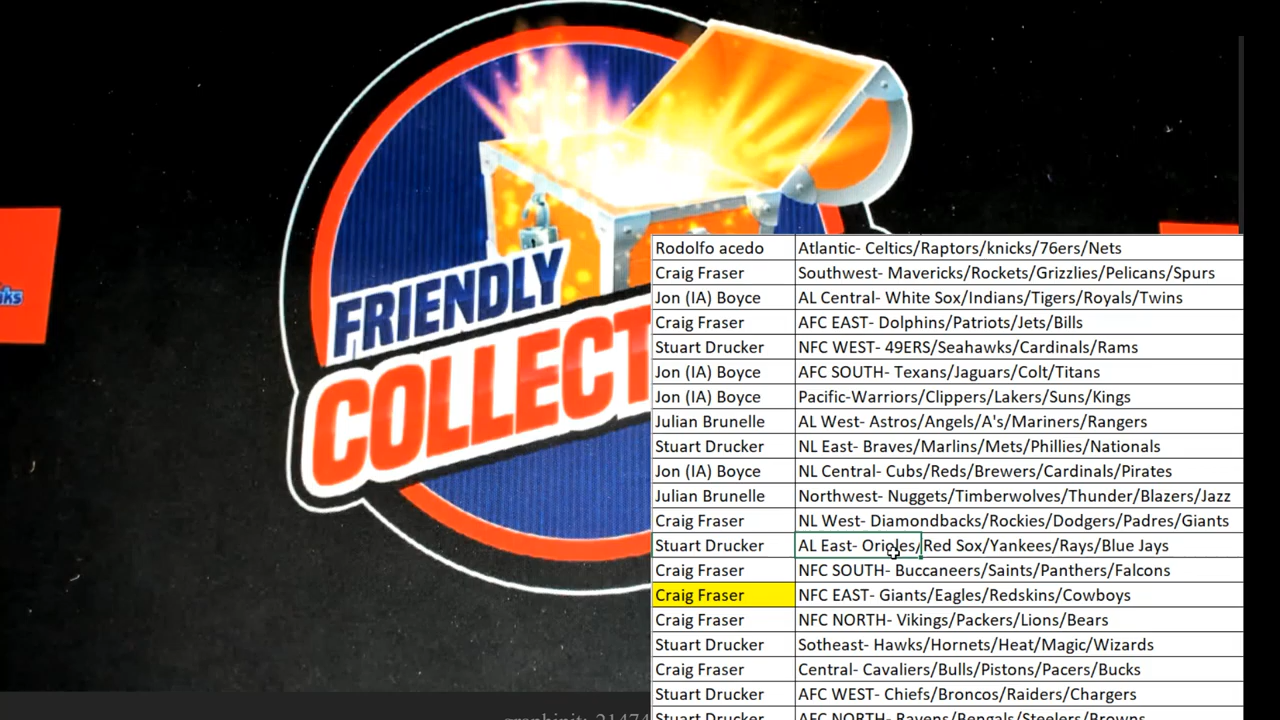 FRIENDLY
COLLECT
Rodolfo acedo Atlantic- Celtics/Raptors/knicks/76ers/Nets
Craig Fraser Southwest- Mavericks/Rockets/Grizzlies/Pelicans/Spurs
Jon (IA) Boyce AL Central- White Sox/Indians/Tigers/Royals/Twins
Craig Fraser AFC EAST- Dolphins/Patriots/Jets/Bills
Stuart Drucker NFC WEST- 49ERS/Seahawks/Cardinals/Rams
Jon (IA) Boyce AFC SOUTH- Texans/Jaguars/Colt/Titans
Jon (IA) Boyce Pacific-Warriors/Clippers/Lakers/Suns/Kings
Julian Brunelle AL West- Astros/Angels/A's/Mariners/Rangers
Stuart Drucker NL East- Braves/Marlins/Mets/Phillies/Nationals
Jon (IA) Boyce NL Central- Cubs/Reds/Brewers/Cardinals/Pirates
Julian Brunelle Northwest- Nuggets/Timberwolves/Thunder/Blazers/Jazz
Craig Fraser NL West- Diamondbacks/Rockies/Dodgers/Padres/Giants
Stuart Drucker AL East- Orioles/Red Sox/Yankees/Rays/Blue Jays
Craig Fraser NFC SOUTH- Buccaneers/Saints/Panthers/Falcons
Craig Fraser NFC EAST- Giants/Eagles/Redskins/Cowboys
Craig Fraser NFC NORTH- Vikings/Packers/Lions/Bears
Stuart Drucker Sotheast- Hawks/Hornets/Heat/Magic/Wizards
Craig Fraser Central- Cavaliers/Bulls/Pistons/Pacers/Bucks
Stuart Drucker AFC WEST- Chiefs/Broncos/Raiders/Chargers
Stuart Drucker AFC NORTH- Ravens/Bengals/Steelers/Browns